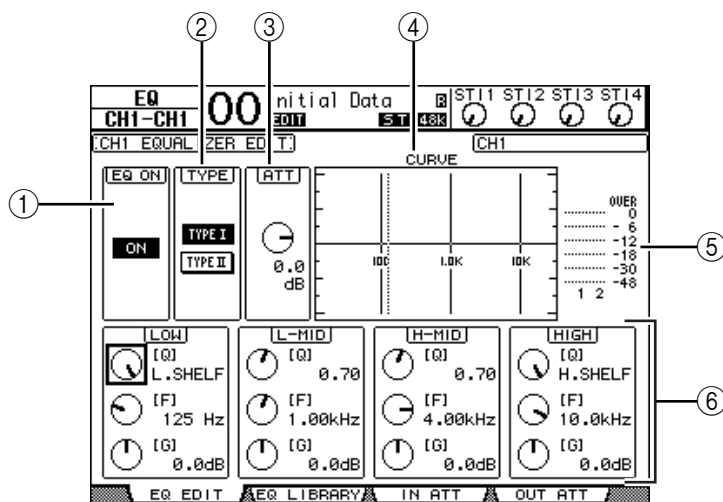 ② ③ ④
EQ
CH1-CH1
00
nitial Data
R
EDIT
ST
48K
STI1 STI2 STI3 STI4
CH1 EQUAL ZER EDIT
CH1
EQ ON
TYPE
ATT
CURVE
①
ON
TYPE I
TYPE II
0.0
dB
100 1.0K 10K
OVER
0
-6
-12
-18
-30
-48
1 2
⑤
LOW
[Q]
L.SHELF
[F]
125 Hz
[G]
0.0dB
L-MID
[Q]
0.70
[F]
1.00kHz
[G]
0.0dB
H-MID
[Q]
0.70
[F]
4.00kHz
[G]
0.0dB
HIGH
[Q]
H.SHELF
[F]
10.0kHz
[G]
0.0dB
⑥
EQ EDIT
EQ LIBRARY
IN ATT
OUT ATT